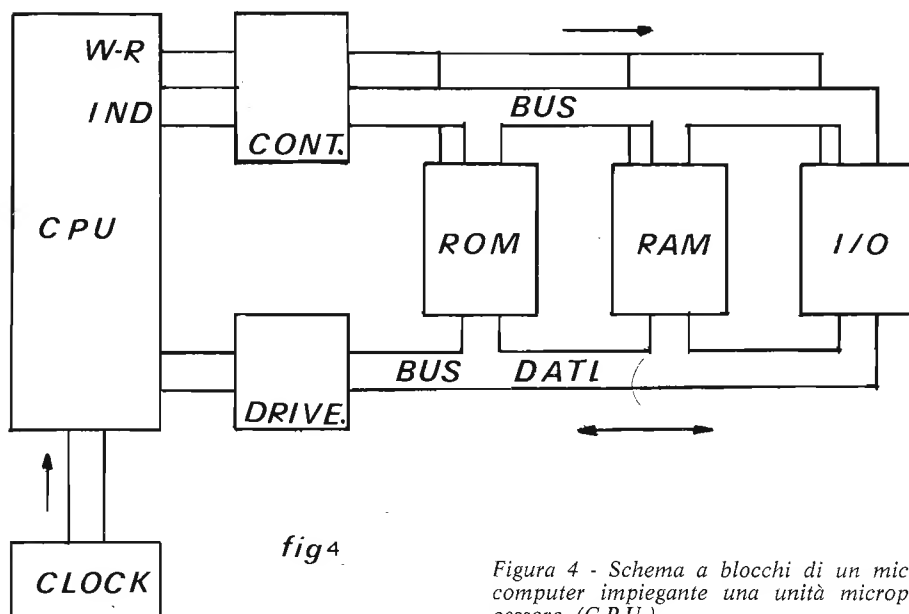 W-R
IND
BUS
CONT.
CPU
ROM
RAM
I/O
BUS DATI
DRIVE.
CLOCK
fig4
Figura 4 - Schema a blocchi di un mic
computer impiegante una unità microp
cessore (C.P.U.)